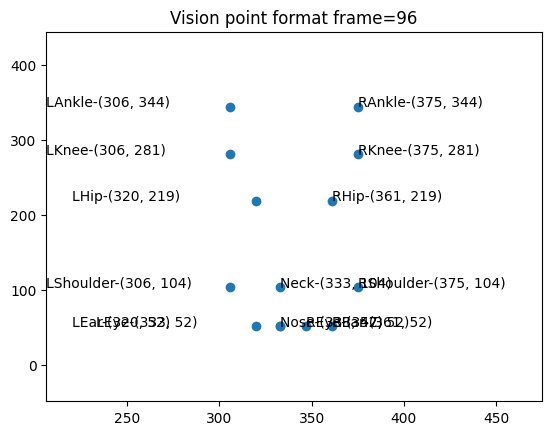 Vision point format frame=96
400
LAnkle-(306, 344)
RAnkle-(375, 344)
300
LKnee-(306, 281)
RKnee-(375, 281)
LHip-(320, 219)
RHip-(361, 219)
200
LShoulder-(306, 104)
Neck-(333, 104)
RShoulder-(375, 104)
100
0
250
300
350
400
450